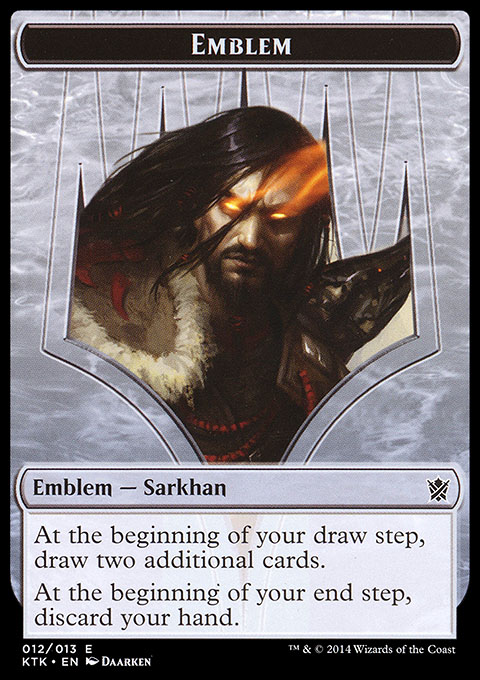 Emblem
Emblem — Sarkhan
At the beginning of your draw step,
draw two additional cards.
At the beginning of your end step,
discard your hand.
012/013 E
KTK • EN Daarken
™ & © 2014 Wizards of the Coast